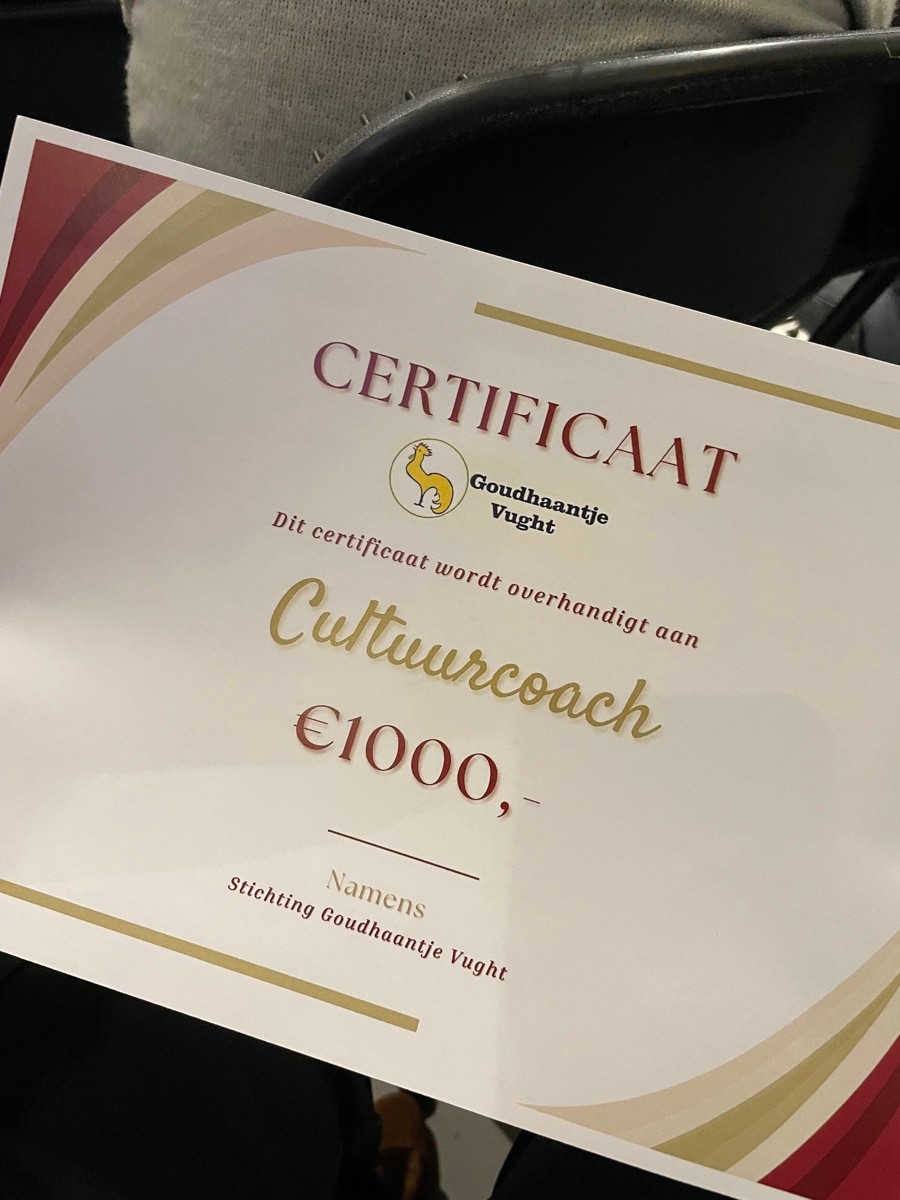 CERTIFICAAT
Goudhaantje
Vught
Dit certificaat wordt overhandigt aan
Cultuurcoach
€1000,-
Namens
Stichting Goudhaantje Vught